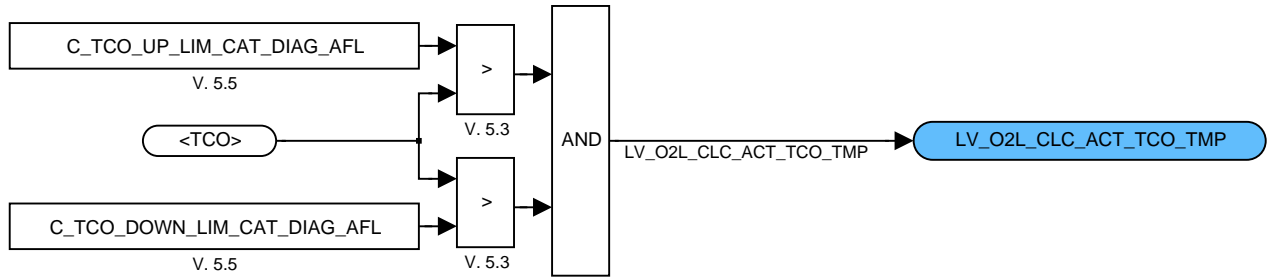 C_TCO_UP_LIM_CAT_DIAG_AFL
V. 5.5
>
V. 5.3
<TCO>
AND
LV_O2L_CLC_ACT_TCO_TMP
LV_O2L_CLC_ACT_TCO_TMP
C_TCO_DOWN_LIM_CAT_DIAG_AFL
V. 5.5
>
V. 5.3